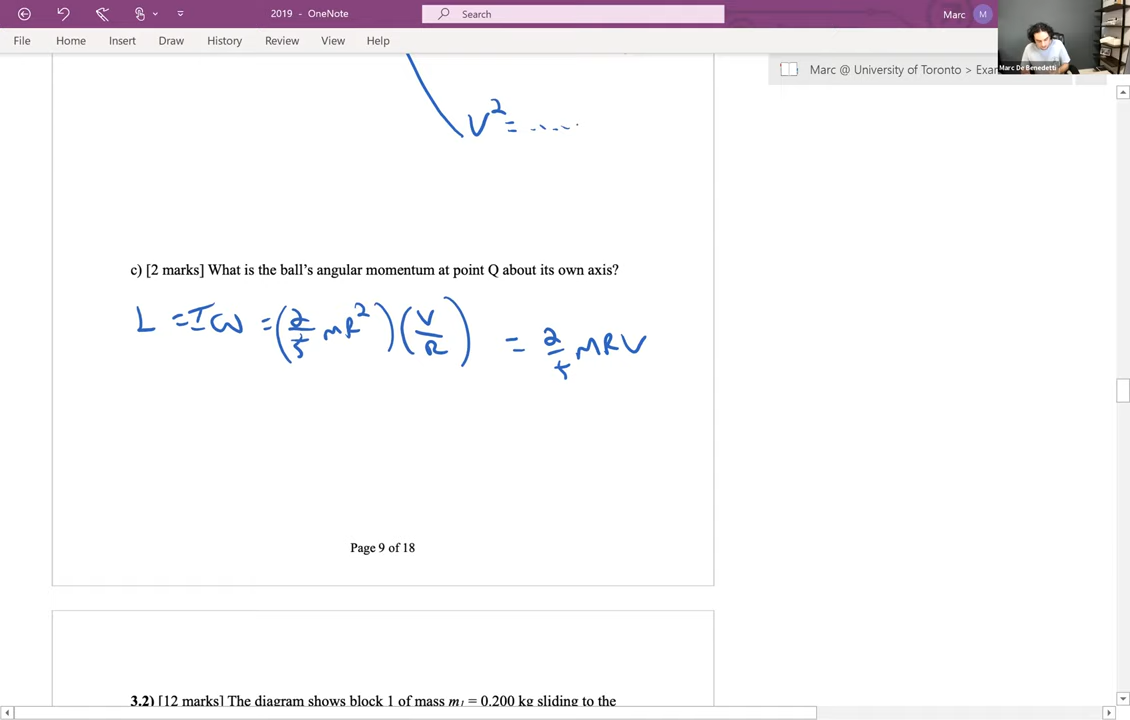 2019 - OneNote
Search
Marc
M
File Home Insert Draw History Review View Help
Marc De Benedetti
Marc @ University of Toronto > Exa
V² = .....
c) [2 marks] What is the ball's angular momentum at point Q about its own axis?
L = Iω = (2/5 MR²)(V/R) = 2/5 MRV
Page 9 of 18
3.2) [12 marks] The diagram shows block 1 of mass m₁ = 0.200 kg sliding to the